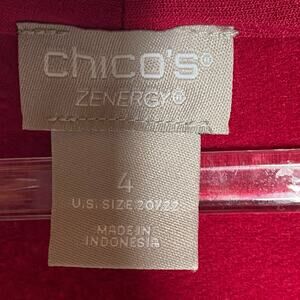 chico's®
ZENERGY®
4
U.S. SIZE 20/22
MADE IN
INDONESIA